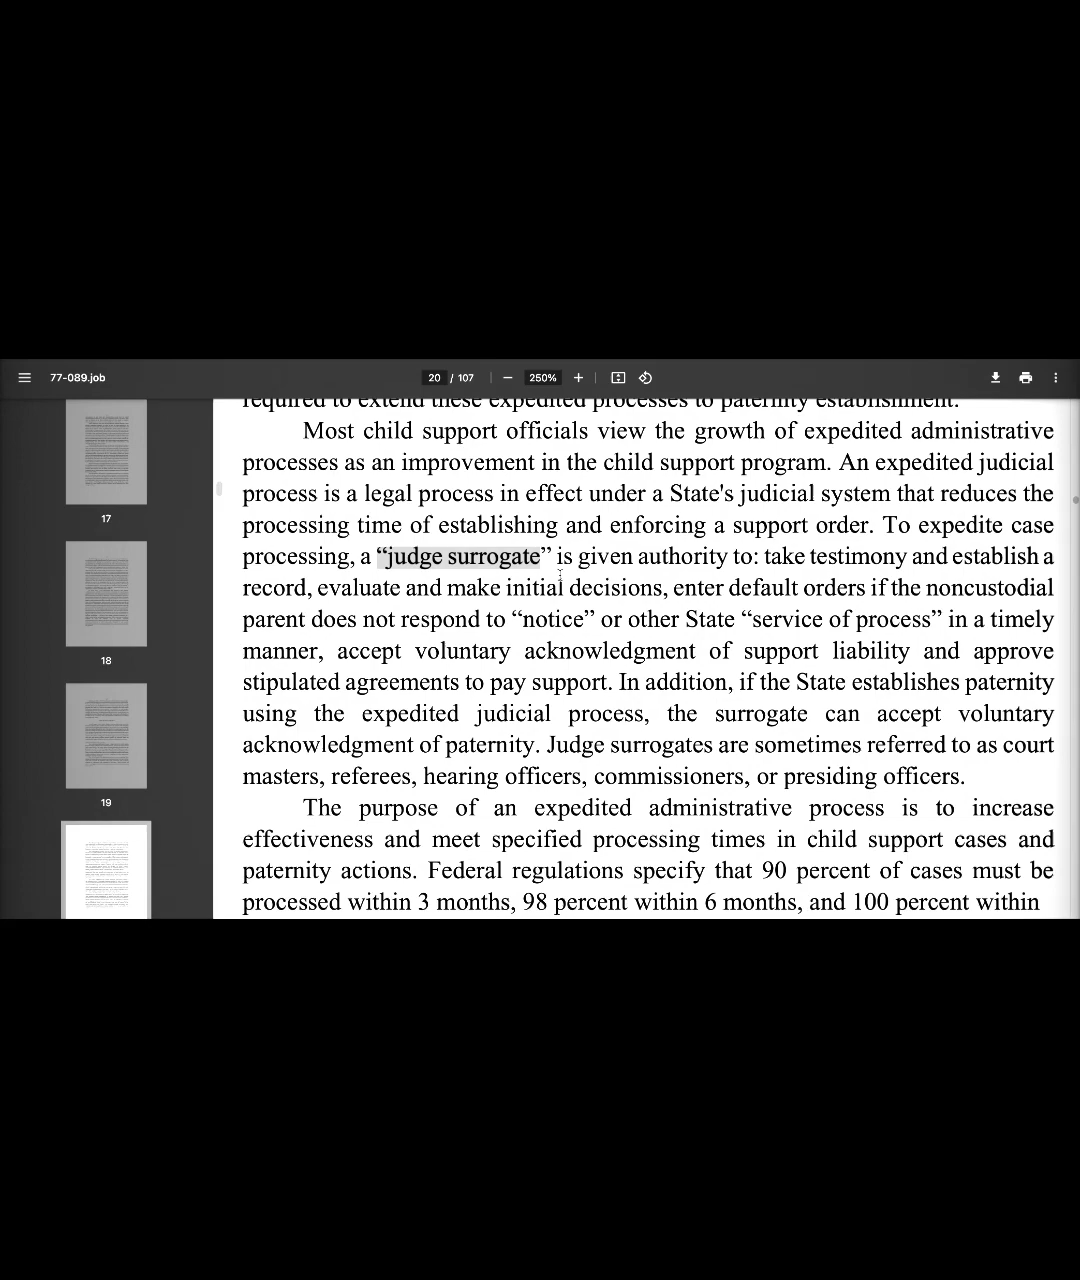 77-089.job
20 / 107
250%
17
18
19
required to extend these expedited processes to paternity establishment.
Most child support officials view the growth of expedited administrative
processes as an improvement in the child support program. An expedited judicial
process is a legal process in effect under a State's judicial system that reduces the
processing time of establishing and enforcing a support order. To expedite case
processing, a “judge surrogate” is given authority to: take testimony and establish a
record, evaluate and make initial decisions, enter default orders if the noncustodial
parent does not respond to “notice” or other State “service of process” in a timely
manner, accept voluntary acknowledgment of support liability and approve
stipulated agreements to pay support. In addition, if the State establishes paternity
using the expedited judicial process, the surrogate can accept voluntary
acknowledgment of paternity. Judge surrogates are sometimes referred to as court
masters, referees, hearing officers, commissioners, or presiding officers.
The purpose of an expedited administrative process is to increase
effectiveness and meet specified processing times in child support cases and
paternity actions. Federal regulations specify that 90 percent of cases must be
processed within 3 months, 98 percent within 6 months, and 100 percent within